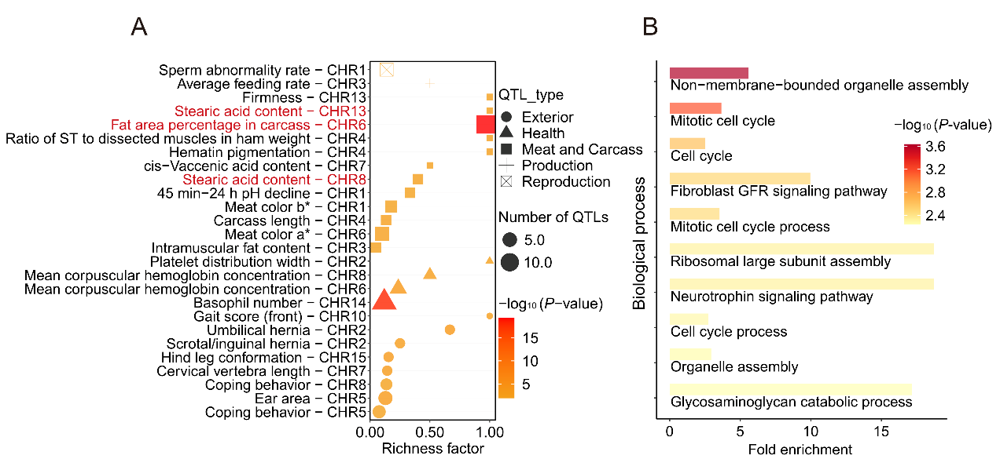 A
Sperm abnormality rate − CHR1
Average feeding rate − CHR3
Firmness − CHR13
Stearic acid content − CHR13
Fat area percentage in carcass − CHR6
Ratio of ST to dissected muscles in ham weight − CHR4
Hematin pigmentation − CHR4
cis−Vaccenic acid content − CHR7
Stearic acid content − CHR8
45 min−24 h pH decline − CHR1
Meat color b* − CHR1
Carcass length − CHR4
Meat color a* − CHR6
Intramuscular fat content − CHR3
Platelet distribution width − CHR2
Mean corpuscular hemoglobin concentration − CHR8
Mean corpuscular hemoglobin concentration − CHR6
Basophil number − CHR14
Gait score (front) − CHR10
Umbilical hernia − CHR2
Scrotal/inguinal hernia − CHR2
Hind leg conformation − CHR15
Cervical vertebra length − CHR7
Coping behavior − CHR8
Ear area − CHR5
Coping behavior − CHR5
0.00 0.50 1.00
Richness factor
QTL_type
Exterior
Health
Meat and Carcass
Production
Reproduction
Number of QTLs
5.0
10.0
−log₁₀ (P−value)
15
10
5
B
Biological process
Non−membrane−bounded organelle assembly
Mitotic cell cycle
Cell cycle
Fibroblast GFR signaling pathway
Mitotic cell cycle process
Ribosomal large subunit assembly
Neurotrophin signaling pathway
Cell cycle process
Organelle assembly
Glycosaminoglycan catabolic process
0 5 10 15
Fold enrichment
−log₁₀ (P-value)
3.6
3.2
2.8
2.4